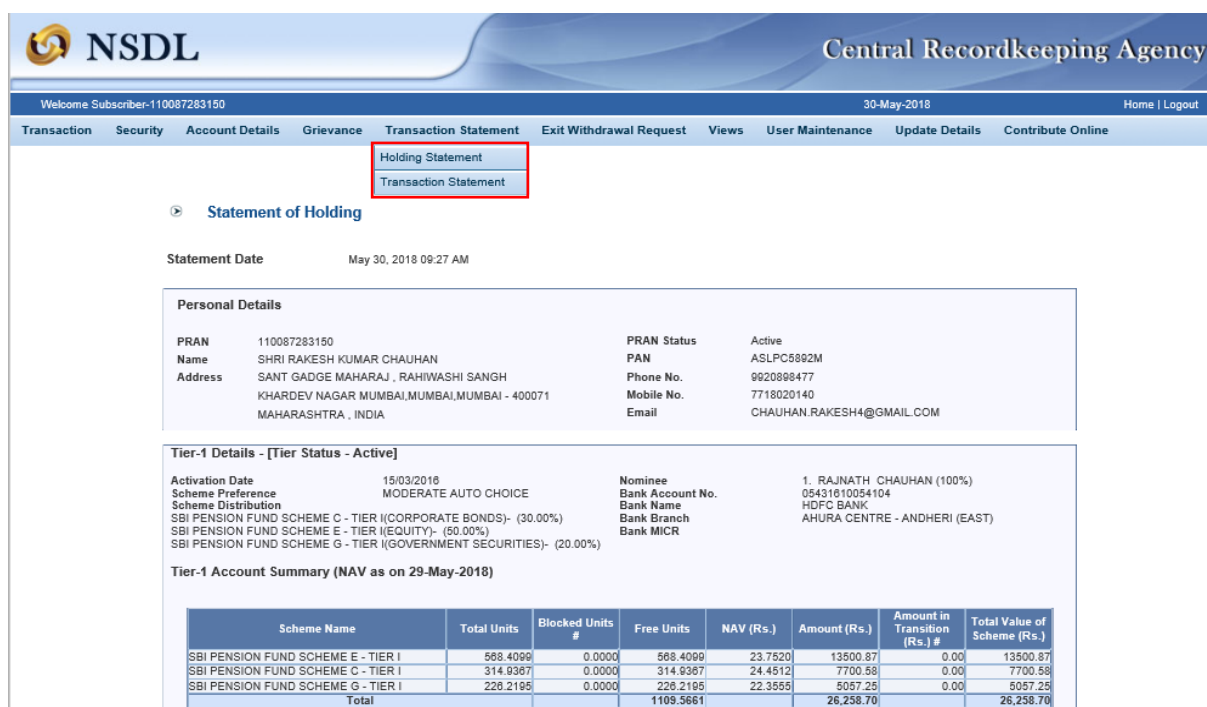 NSDL
Central Recordkeeping Agency
Welcome Subscriber-110087283150 30-May-2018 Home | Logout
Transaction Security Account Details Grievance Transaction Statement Exit Withdrawal Request Views User Maintenance Update Details Contribute Online
Holding Statement
Transaction Statement
Statement of Holding
Statement Date May 30, 2018 09:27 AM
Personal Details
PRAN 110087283150 PRAN Status Active
Name SHRI RAKESH KUMAR CHAUHAN PAN ASLPC5892M
Address SANT GADGE MAHARAJ , RAHIWASHI SANGH Phone No. 9920898477
KHARDEV NAGAR MUMBAI,MUMBAI,MUMBAI - 400071 Mobile No. 7718020140
MAHARASHTRA , INDIA Email CHAUHAN.RAKESH4@GMAIL.COM
Tier-1 Details - [Tier Status - Active]
Activation Date 15/03/2016 Nominee 1. RAJNATH CHAUHAN (100%)
Scheme Preference MODERATE AUTO CHOICE Bank Account No. 05431610054104
Scheme Distribution Bank Name HDFC BANK
SBI PENSION FUND SCHEME C - TIER I(CORPORATE BONDS)- (30.00%) Bank Branch AHURA CENTRE - ANDHERI (EAST)
SBI PENSION FUND SCHEME E - TIER I(EQUITY)- (50.00%) Bank MICR
SBI PENSION FUND SCHEME G - TIER I(GOVERNMENT SECURITIES)- (20.00%)
Tier-1 Account Summary (NAV as on 29-May-2018)
Scheme Name Total Units Blocked Units # Free Units NAV (Rs.) Amount (Rs.) Amount in Transition (Rs.) # Total Value of Scheme (Rs.)
SBI PENSION FUND SCHEME E - TIER I 568.4099 0.0000 568.4099 23.7520 13500.87 0.00 13500.87
SBI PENSION FUND SCHEME C - TIER I 314.9367 0.0000 314.9367 24.4512 7700.58 0.00 7700.58
SBI PENSION FUND SCHEME G - TIER I 226.2195 0.0000 226.2195 22.3555 5057.25 0.00 5057.25
Total 1109.5661 26,258.70 26,258.70